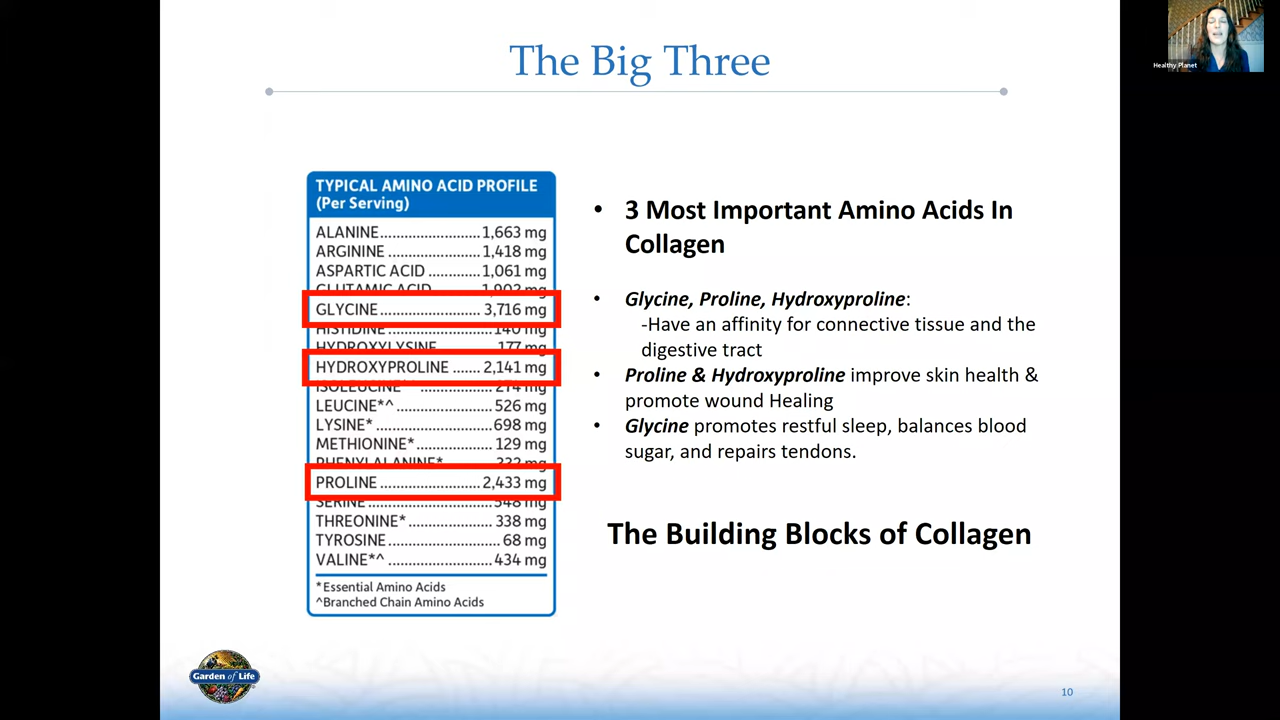 The Big Three
Healthy Planet
TYPICAL AMINO ACID PROFILE
(Per Serving)
ALANINE........................1,663 mg
ARGININE......................1,418 mg
ASPARTIC ACID............1,061 mg
GLUTAMIC ACID 1,902 mg
GLYCINE........................3,716 mg
HISTIDINE........................140 mg
HYDROXYLYSINE 177 mg
HYDROXYPROLINE.......2,141 mg
ISOLEUCINE*^..................274 mg
LEUCINE*^.......................526 mg
LYSINE*.............................698 mg
METHIONINE*...................129 mg
PHENYLALANINE* mg
PROLINE........................2,433 mg
SERINE..............................548 mg
THREONINE*......................338 mg
TYROSINE............................68 mg
VALINE*^..........................434 mg
*Essential Amino Acids
^Branched Chain Amino Acids
• 3 Most Important Amino Acids In
Collagen
• Glycine, Proline, Hydroxyproline:
-Have an affinity for connective tissue and the
digestive tract
• Proline & Hydroxyproline improve skin health &
promote wound Healing
• Glycine promotes restful sleep, balances blood
sugar, and repairs tendons.
The Building Blocks of Collagen
Garden of Life
10